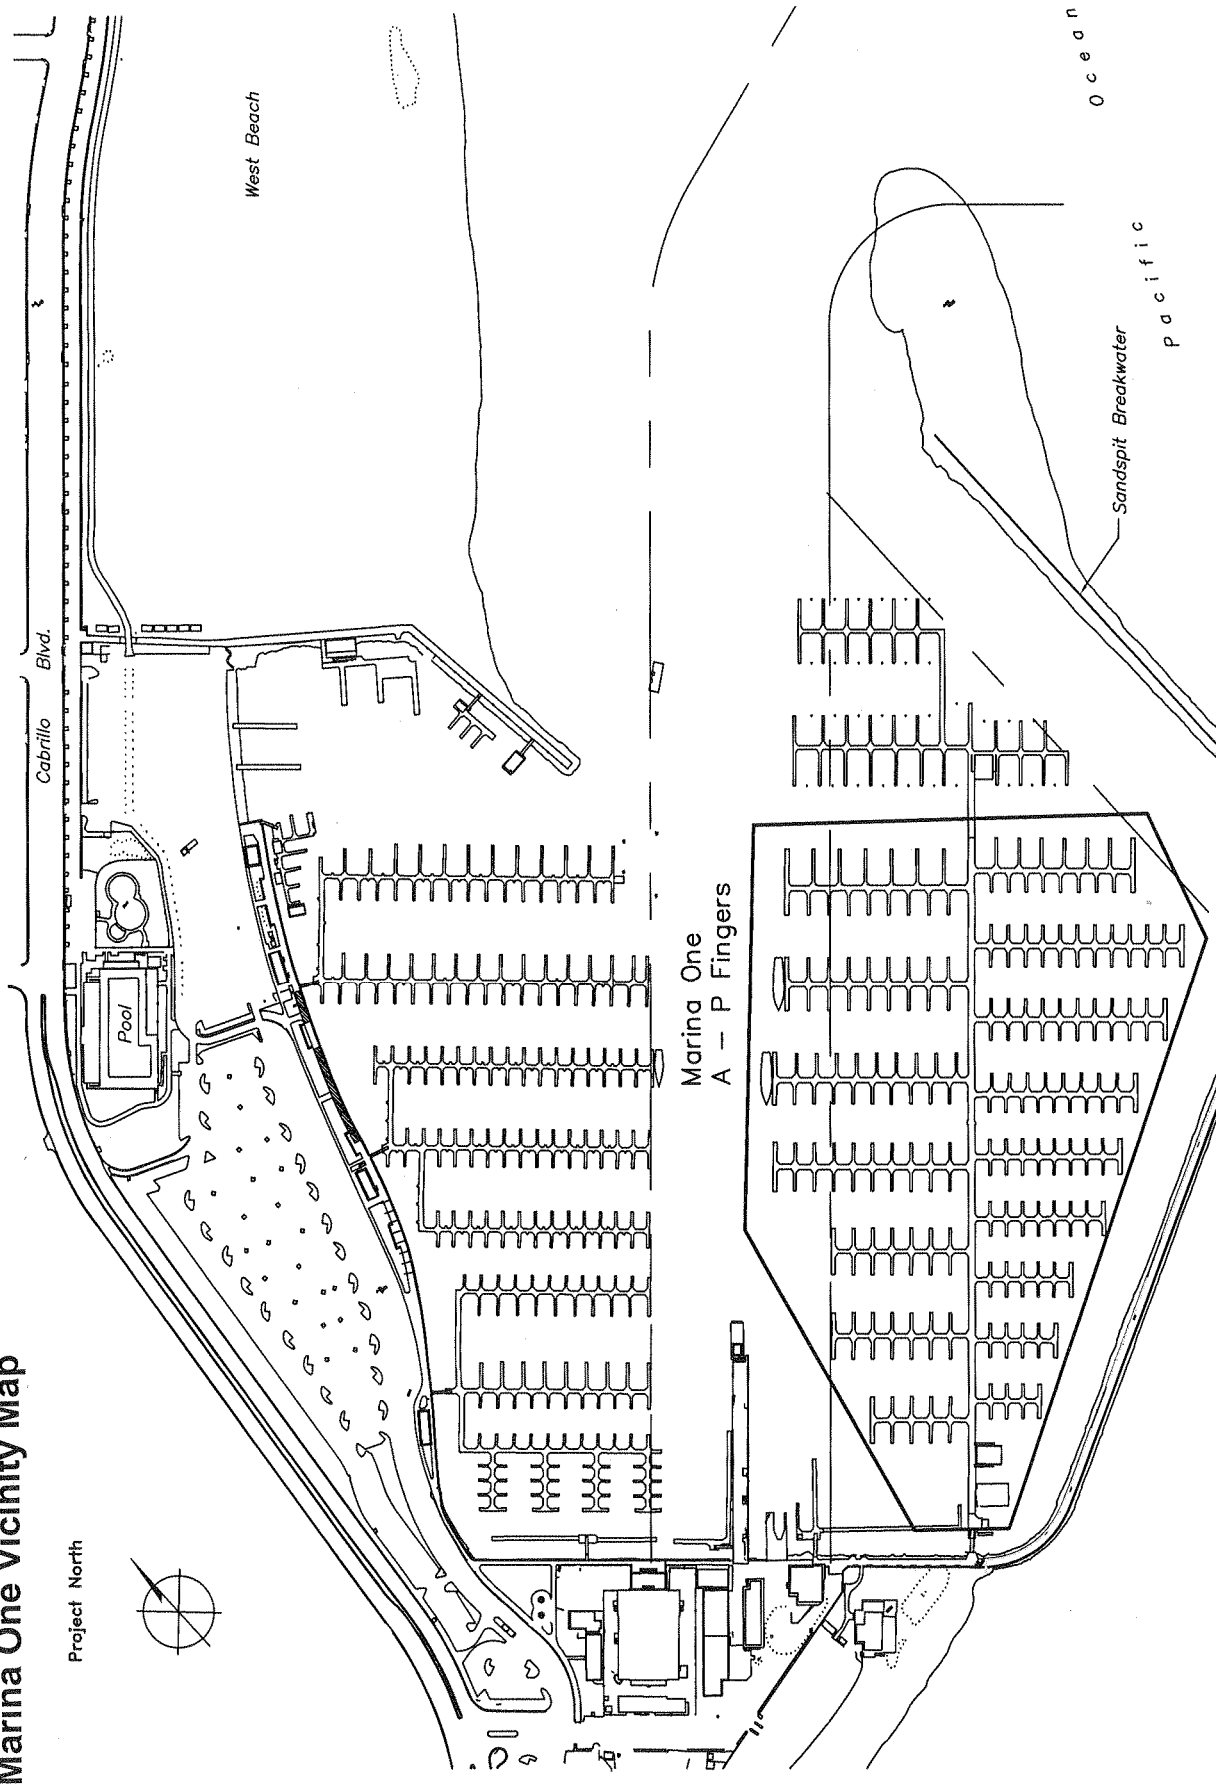 Marina One Vicinity Map
Project North
Cabrillo Blvd.
West Beach
Pool
Marina One
A - P Fingers
Sandspit Breakwater
Pacific Ocean